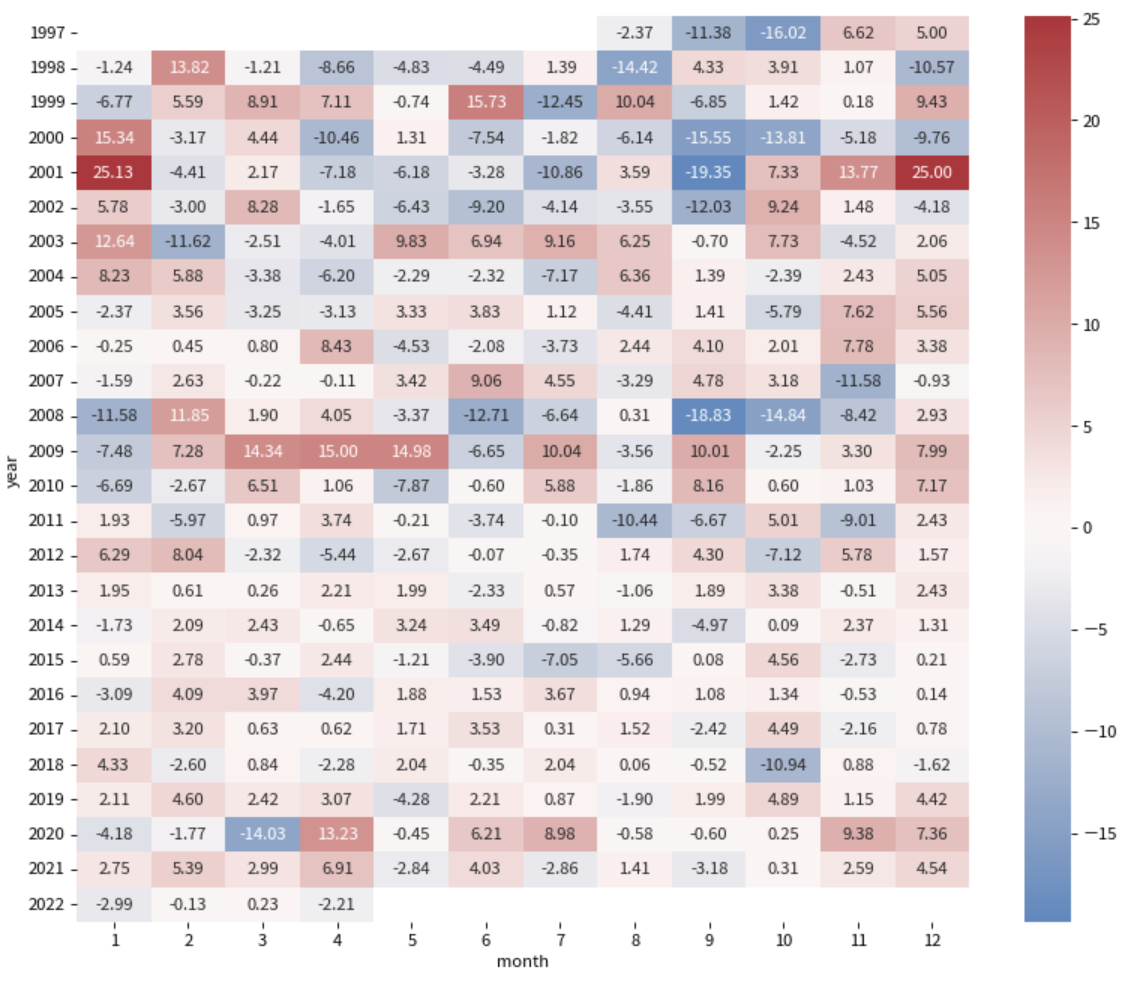 1997 -2.37 -11.38 -16.02 6.62 5.00
1998 -1.24 13.82 -1.21 -8.66 -4.83 -4.49 1.39 -14.42 4.33 3.91 1.07 -10.57
1999 -6.77 5.59 8.91 7.11 -0.74 15.73 -12.45 10.04 -6.85 1.42 0.18 9.43
2000 15.34 -3.17 4.44 -10.46 1.31 -7.54 -1.82 -6.14 -15.55 -13.81 -5.18 -9.76
2001 25.13 -4.41 2.17 -7.18 -6.18 -3.28 -10.86 3.59 -19.35 7.33 13.77 25.00
2002 5.78 -3.00 8.28 -1.65 -6.43 -9.20 -4.14 -3.55 -12.03 9.24 1.48 -4.18
2003 12.64 -11.62 -2.51 -4.01 9.83 6.94 9.16 6.25 -0.70 7.73 -4.52 2.06
2004 8.23 5.88 -3.38 -6.20 -2.29 -2.32 -7.17 6.36 1.39 -2.39 2.43 5.05
2005 -2.37 3.56 -3.25 -3.13 3.33 3.83 1.12 -4.41 1.41 -5.79 7.62 5.56
2006 -0.25 0.45 0.80 8.43 -4.53 -2.08 -3.73 2.44 4.10 2.01 7.78 3.38
2007 -1.59 2.63 -0.22 -0.11 3.42 9.06 4.55 -3.29 4.78 3.18 -11.58 -0.93
2008 -11.58 11.85 1.90 4.05 -3.37 -12.71 -6.64 0.31 -18.83 -14.84 -8.42 2.93
2009 -7.48 7.28 14.34 15.00 14.98 -6.65 10.04 -3.56 10.01 -2.25 3.30 7.99
2010 -6.69 -2.67 6.51 1.06 -7.87 -0.60 5.88 -1.86 8.16 0.60 1.03 7.17
2011 1.93 -5.97 0.97 3.74 -0.21 -3.74 -0.10 -10.44 -6.67 5.01 -9.01 2.43
2012 6.29 8.04 -2.32 -5.44 -2.67 -0.07 -0.35 1.74 4.30 -7.12 5.78 1.57
2013 1.95 0.61 0.26 2.21 1.99 -2.33 0.57 -1.06 1.89 3.38 -0.51 2.43
2014 -1.73 2.09 2.43 -0.65 3.24 3.49 -0.82 1.29 -4.97 0.09 2.37 1.31
2015 0.59 2.78 -0.37 2.44 -1.21 -3.90 -7.05 -5.66 0.08 4.56 -2.73 0.21
2016 -3.09 4.09 3.97 -4.20 1.88 1.53 3.67 0.94 1.08 1.34 -0.53 0.14
2017 2.10 3.20 0.63 0.62 1.71 3.53 0.31 1.52 -2.42 4.49 -2.16 0.78
2018 4.33 -2.60 0.84 -2.28 2.04 -0.35 2.04 0.06 -0.52 -10.94 0.88 -1.62
2019 2.11 4.60 2.42 3.07 -4.28 2.21 0.87 -1.90 1.99 4.89 1.15 4.42
2020 -4.18 -1.77 -14.03 13.23 -0.45 6.21 8.98 -0.58 -0.60 0.25 9.38 7.36
2021 2.75 5.39 2.99 6.91 -2.84 4.03 -2.86 1.41 -3.18 0.31 2.59 4.54
2022 -2.99 -0.13 0.23 -2.21
1 2 3 4 5 6 7 8 9 10 11 12
month
year
25
20
15
10
5
0
−5
−10
−15